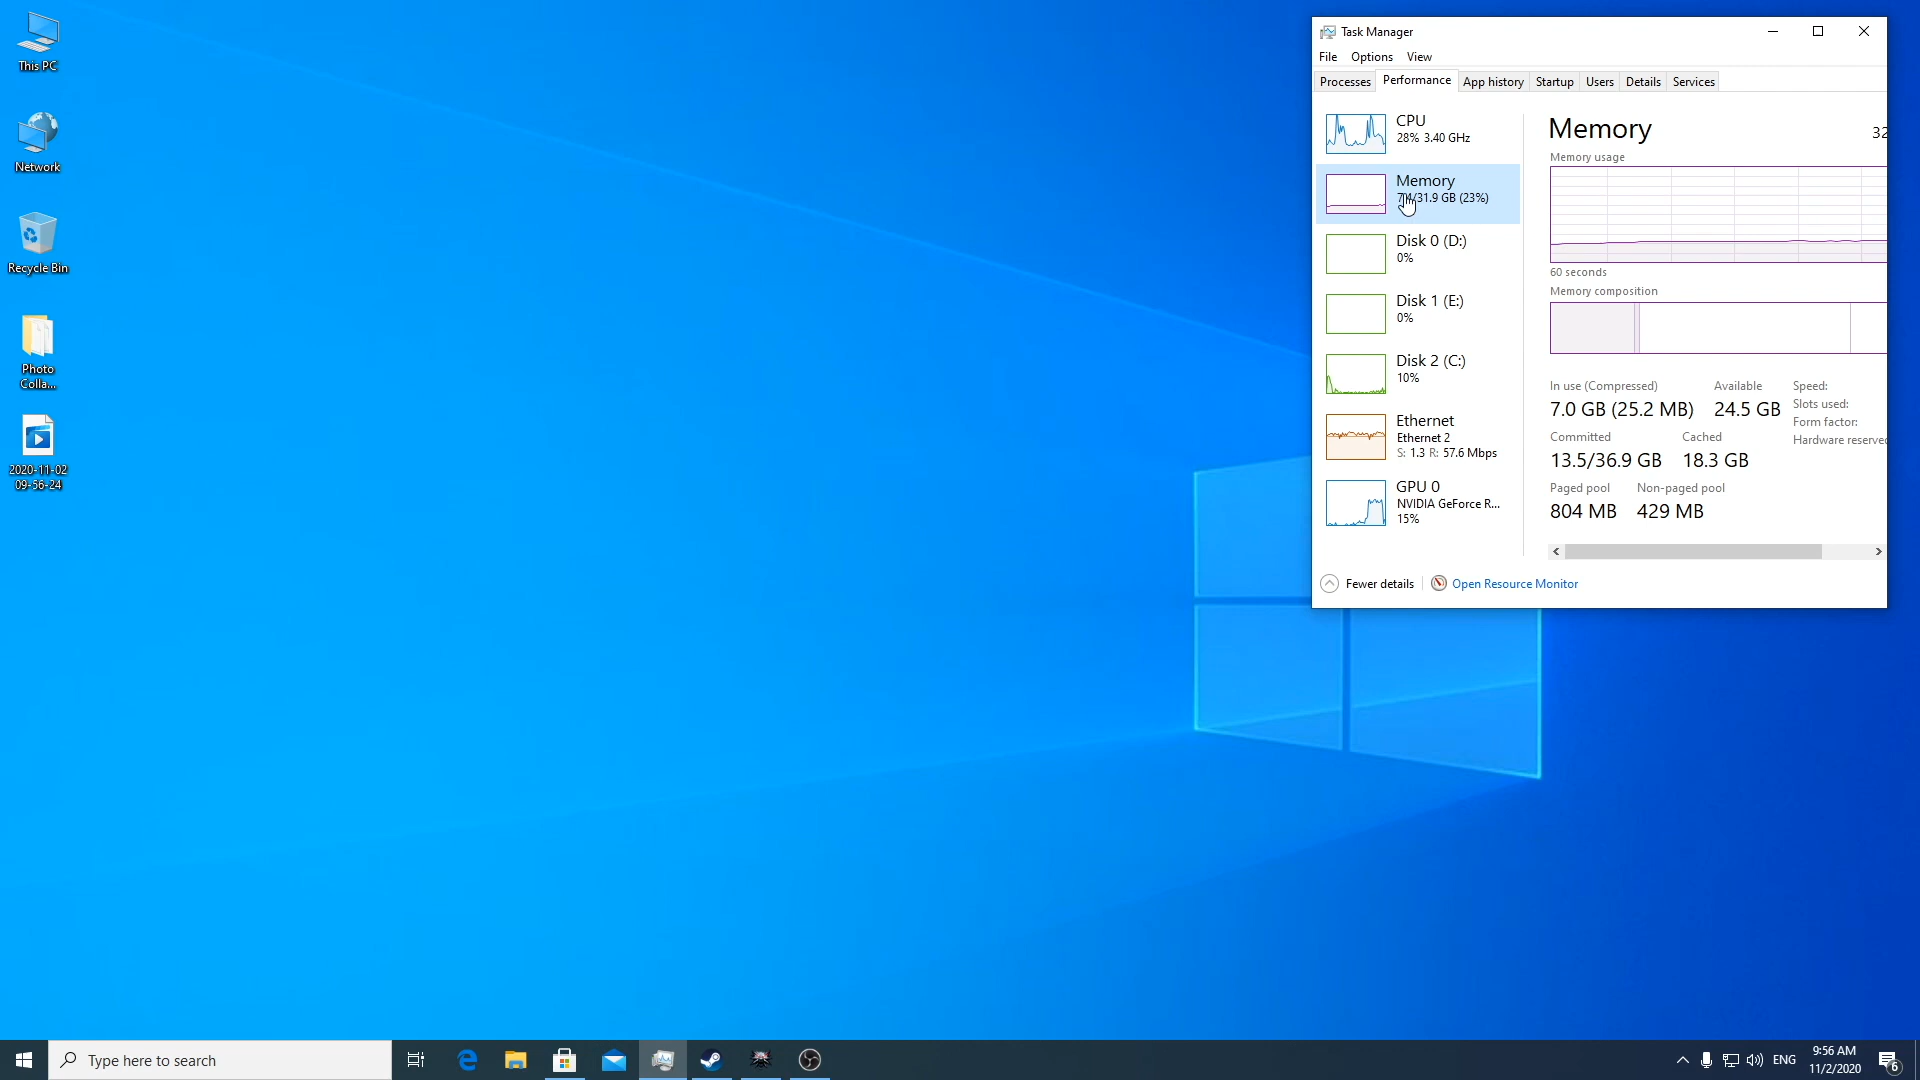 This PC
Network
Recycle Bin
Photo
Colla...
2020-11-02
09-56-24
Task Manager
File Options View
Processes Performance App history Startup Users Details Services
CPU
28% 3.40 GHz
Memory
/31.9 GB (23%)
Disk 0 (D:)
0%
Disk 1 (E:)
0%
Disk 2 (C:)
10%
Ethernet
Ethernet 2
S: 1.3 R: 57.6 Mbps
GPU 0
NVIDIA GeForce R...
15%
Memory 32
Memory usage
60 seconds
Memory composition
In use (Compressed) Available Speed:
7.0 GB (25.2 MB) 24.5 GB Slots used:
Form factor:
Committed Cached Hardware reserved
13.5/36.9 GB 18.3 GB
Paged pool Non-paged pool
804 MB 429 MB
Fewer details Open Resource Monitor
Type here to search
ENG
9:56 AM
11/2/2020
6